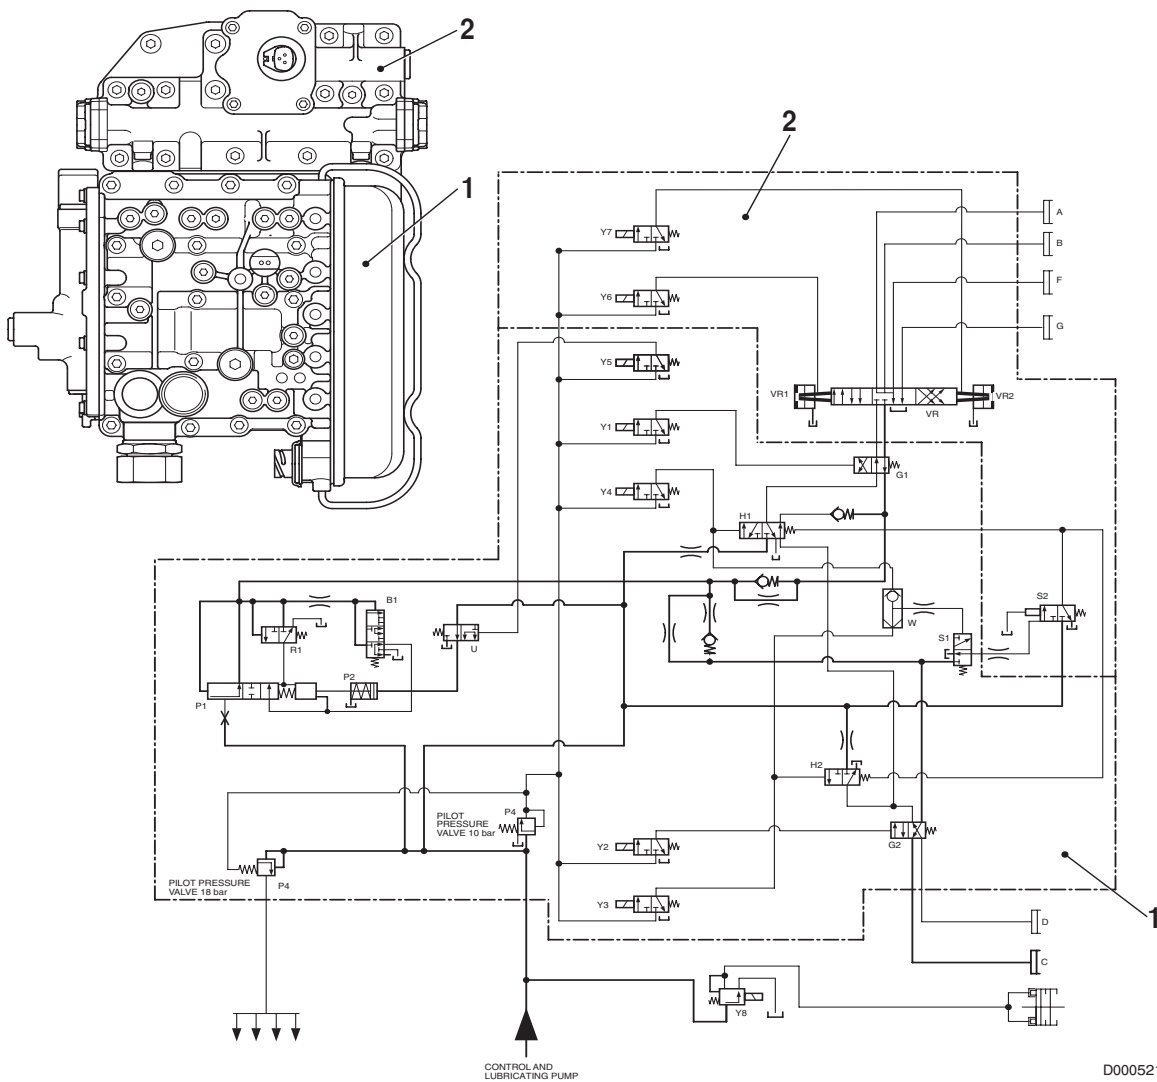 2
1
2
Y7
A
B
Y6
F
G
Y5
VR1
VR2
VR
Y1
G1
Y4
H1
B1
S2
W
R1
U
S1
P2
P1
H2
PILOT
PRESSURE
VALVE 10 bar
P4
G2
Y2
P4
PILOT PRESSURE
VALVE 18 bar
Y3
1
D
C
Y8
CONTROL AND
LUBRICATING PUMP
D000521